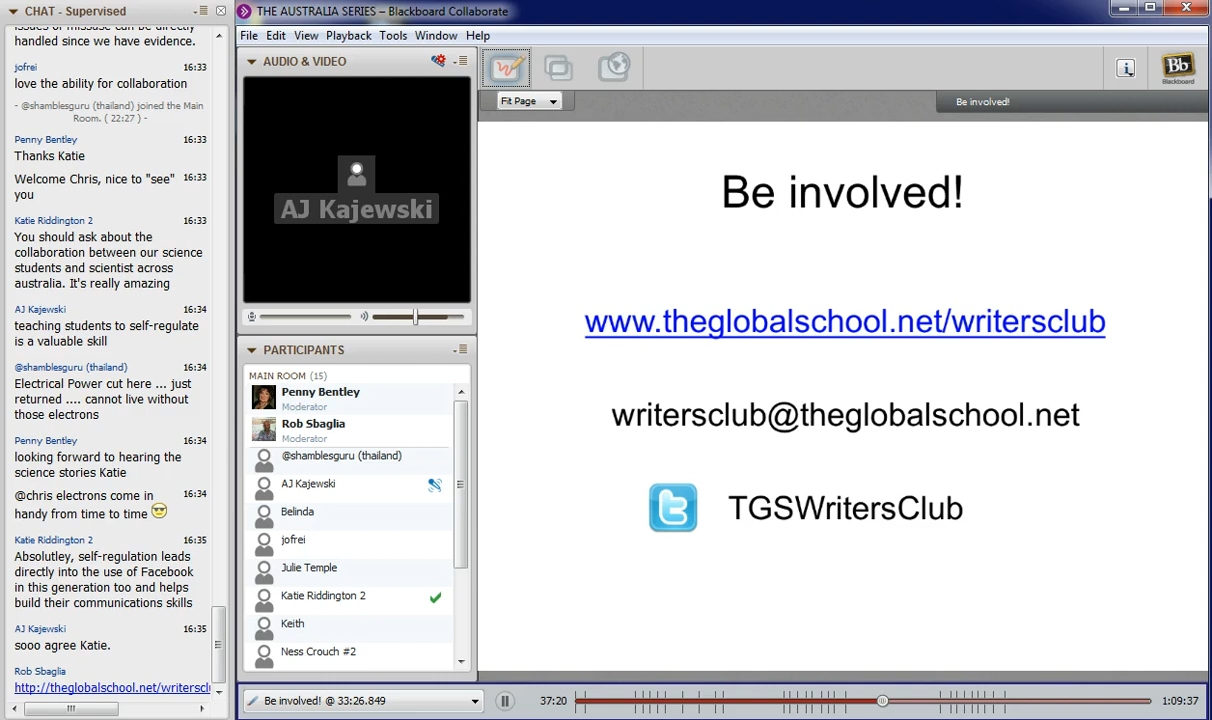 CHAT - Supervised
issues of missuse can be directly
handled since we have evidence.
jofrei 16:33
love the ability for collaboration
- @shamblesguru (thailand) joined the Main
Room. ( 22:27 ) -
Penny Bentley 16:33
Thanks Katie
Welcome Chris, nice to "see" 16:33
you
Katie Riddington 2 16:33
You should ask about the
collaboration between our science
students and scientist across
australia. It's really amazing
AJ Kajewski 16:34
teaching students to self-regulate
is a valuable skill
@shamblesguru (thailand) 16:34
Electrical Power cut here ... just
returned .... cannot live without
those electrons
Penny Bentley 16:34
looking forward to hearing the
science stories Katie
@chris electrons come in 16:34
handy from time to time
Katie Riddington 2 16:35
Absolutley, self-regulation leads
directly into the use of Facebook
in this generation too and helps
build their communications skills
AJ Kajewski 16:35
sooo agree Katie.
Rob Sbaglia
http://theglobalschool.net/writerscl
THE AUSTRALIA SERIES – Blackboard Collaborate
File Edit View Playback Tools Window Help
AUDIO & VIDEO
AJ Kajewski
PARTICIPANTS
MAIN ROOM (15)
Penny Bentley
Moderator
Rob Sbaglia
Moderator
@shamblesguru (thailand)
AJ Kajewski
Belinda
jofrei
Julie Temple
Katie Riddington 2
Keith
Ness Crouch #2
Bb
Blackboard
Fit Page
Be involved!
Be involved!
www.theglobalschool.net/writersclub
writersclub@theglobalschool.net
TGSWritersClub
Be involved! @ 33:26.849
37:20
1:09:37